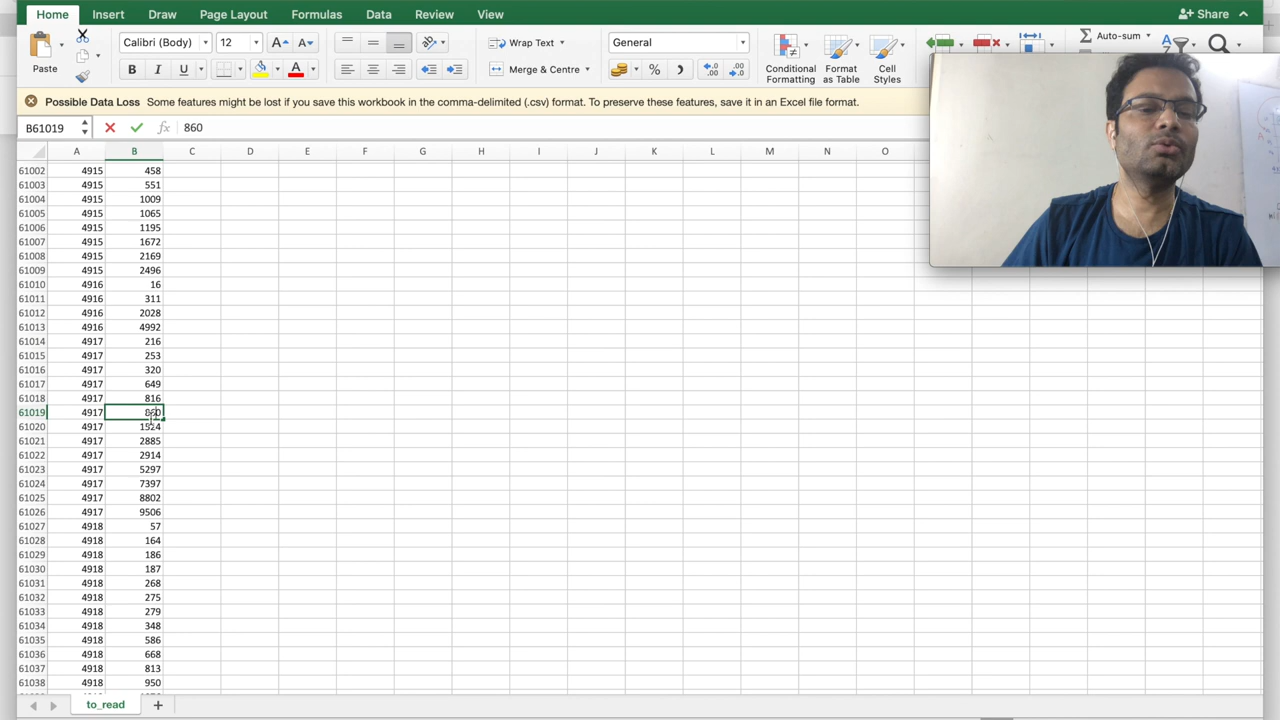 Home Insert Draw Page Layout Formulas Data Review View Share
Calibri (Body) 12 A A Wrap Text General Auto-sum
Paste B I U A Merge & Centre % Conditional Formatting Format as Table Cell Styles
Possible Data Loss Some features might be lost if you save this workbook in the comma-delimited (.csv) format. To preserve these features, save it in an Excel file format.
B61019 fx 860
A B C D E F G H I J K L M N O
61002 4915 458
61003 4915 551
61004 4915 1009
61005 4915 1065
61006 4915 1195
61007 4915 1672
61008 4915 2169
61009 4915 2496
61010 4916 16
61011 4916 311
61012 4916 2028
61013 4916 4992
61014 4917 216
61015 4917 253
61016 4917 320
61017 4917 649
61018 4917 816
61019 4917 860
61020 4917 1524
61021 4917 2885
61022 4917 2914
61023 4917 5297
61024 4917 7397
61025 4917 8802
61026 4917 9506
61027 4918 57
61028 4918 164
61029 4918 186
61030 4918 187
61031 4918 268
61032 4918 275
61033 4918 279
61034 4918 348
61035 4918 586
61036 4918 668
61037 4918 813
61038 4918 950
to_read